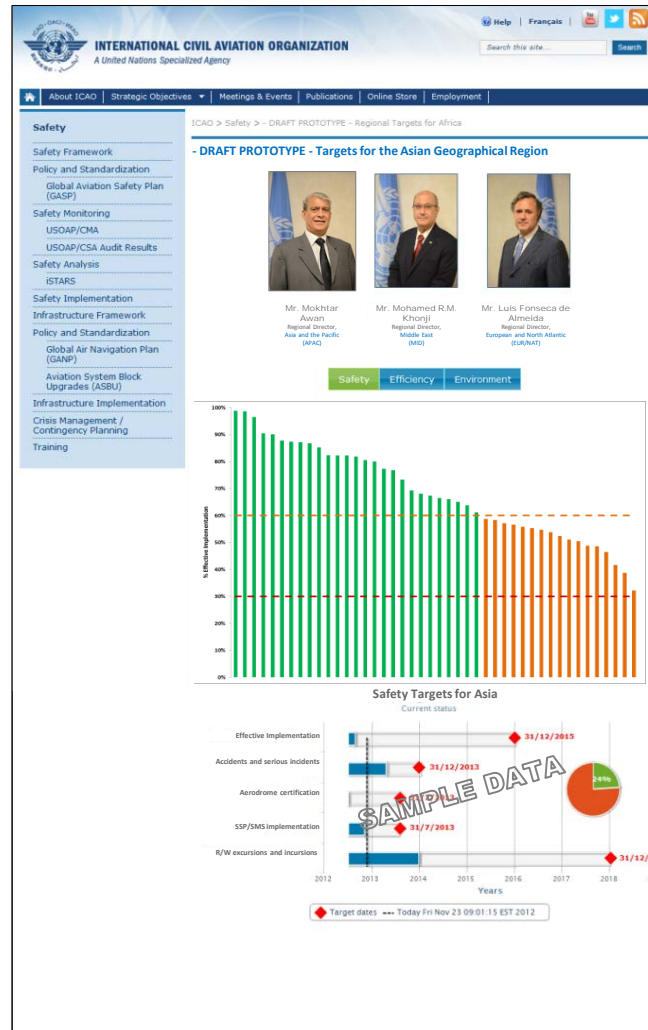 Help | Français |
INTERNATIONAL CIVIL AVIATION ORGANIZATION
A United Nations Specialized Agency
Search this site...
Search
About ICAO | Strategic Objectives | Meetings & Events | Publications | Online Store | Employment |
ICAO > Safety > - DRAFT PROTOTYPE - Regional Targets for Africa
Safety
Safety Framework
Policy and Standardization
Global Aviation Safety Plan
(GASP)
Safety Monitoring
USOAP/CMA
USOAP/CSA Audit Results
Safety Analysis
iSTARS
Safety Implementation
Infrastructure Framework
Policy and Standardization
Global Air Navigation Plan
(GANP)
Aviation System Block
Upgrades (ASBU)
Infrastructure Implementation
Crisis Management /
Contingency Planning
Training
- DRAFT PROTOTYPE - Targets for the Asian Geographical Region
Mr. Mokhtar
Awan
Regional Director,
Asia and the Pacific
(APAC)
Mr. Mohamed R.M.
Khonji
Regional Director,
Middle East
(MID)
Mr. Luis Fonseca de
Almeida
Regional Director,
European and North Atlantic
(EUR/NAT)
Safety
Efficiency
Environment
% Effective Implementation
100%
90%
80%
70%
60%
50%
40%
30%
20%
10%
0%
Safety Targets for Asia
Current status
Effective Implementation
31/12/2015
Accidents and serious incidents
31/12/2013
Aerodrome certification
SSP/SMS implementation
31/7/2013
R/W excursions and incursions
31/12/
24%
SAMPLE DATA
2012 2013 2014 2015 2016 2017 2018
Years
Target dates Today Fri Nov 23 09:01:15 EST 2012